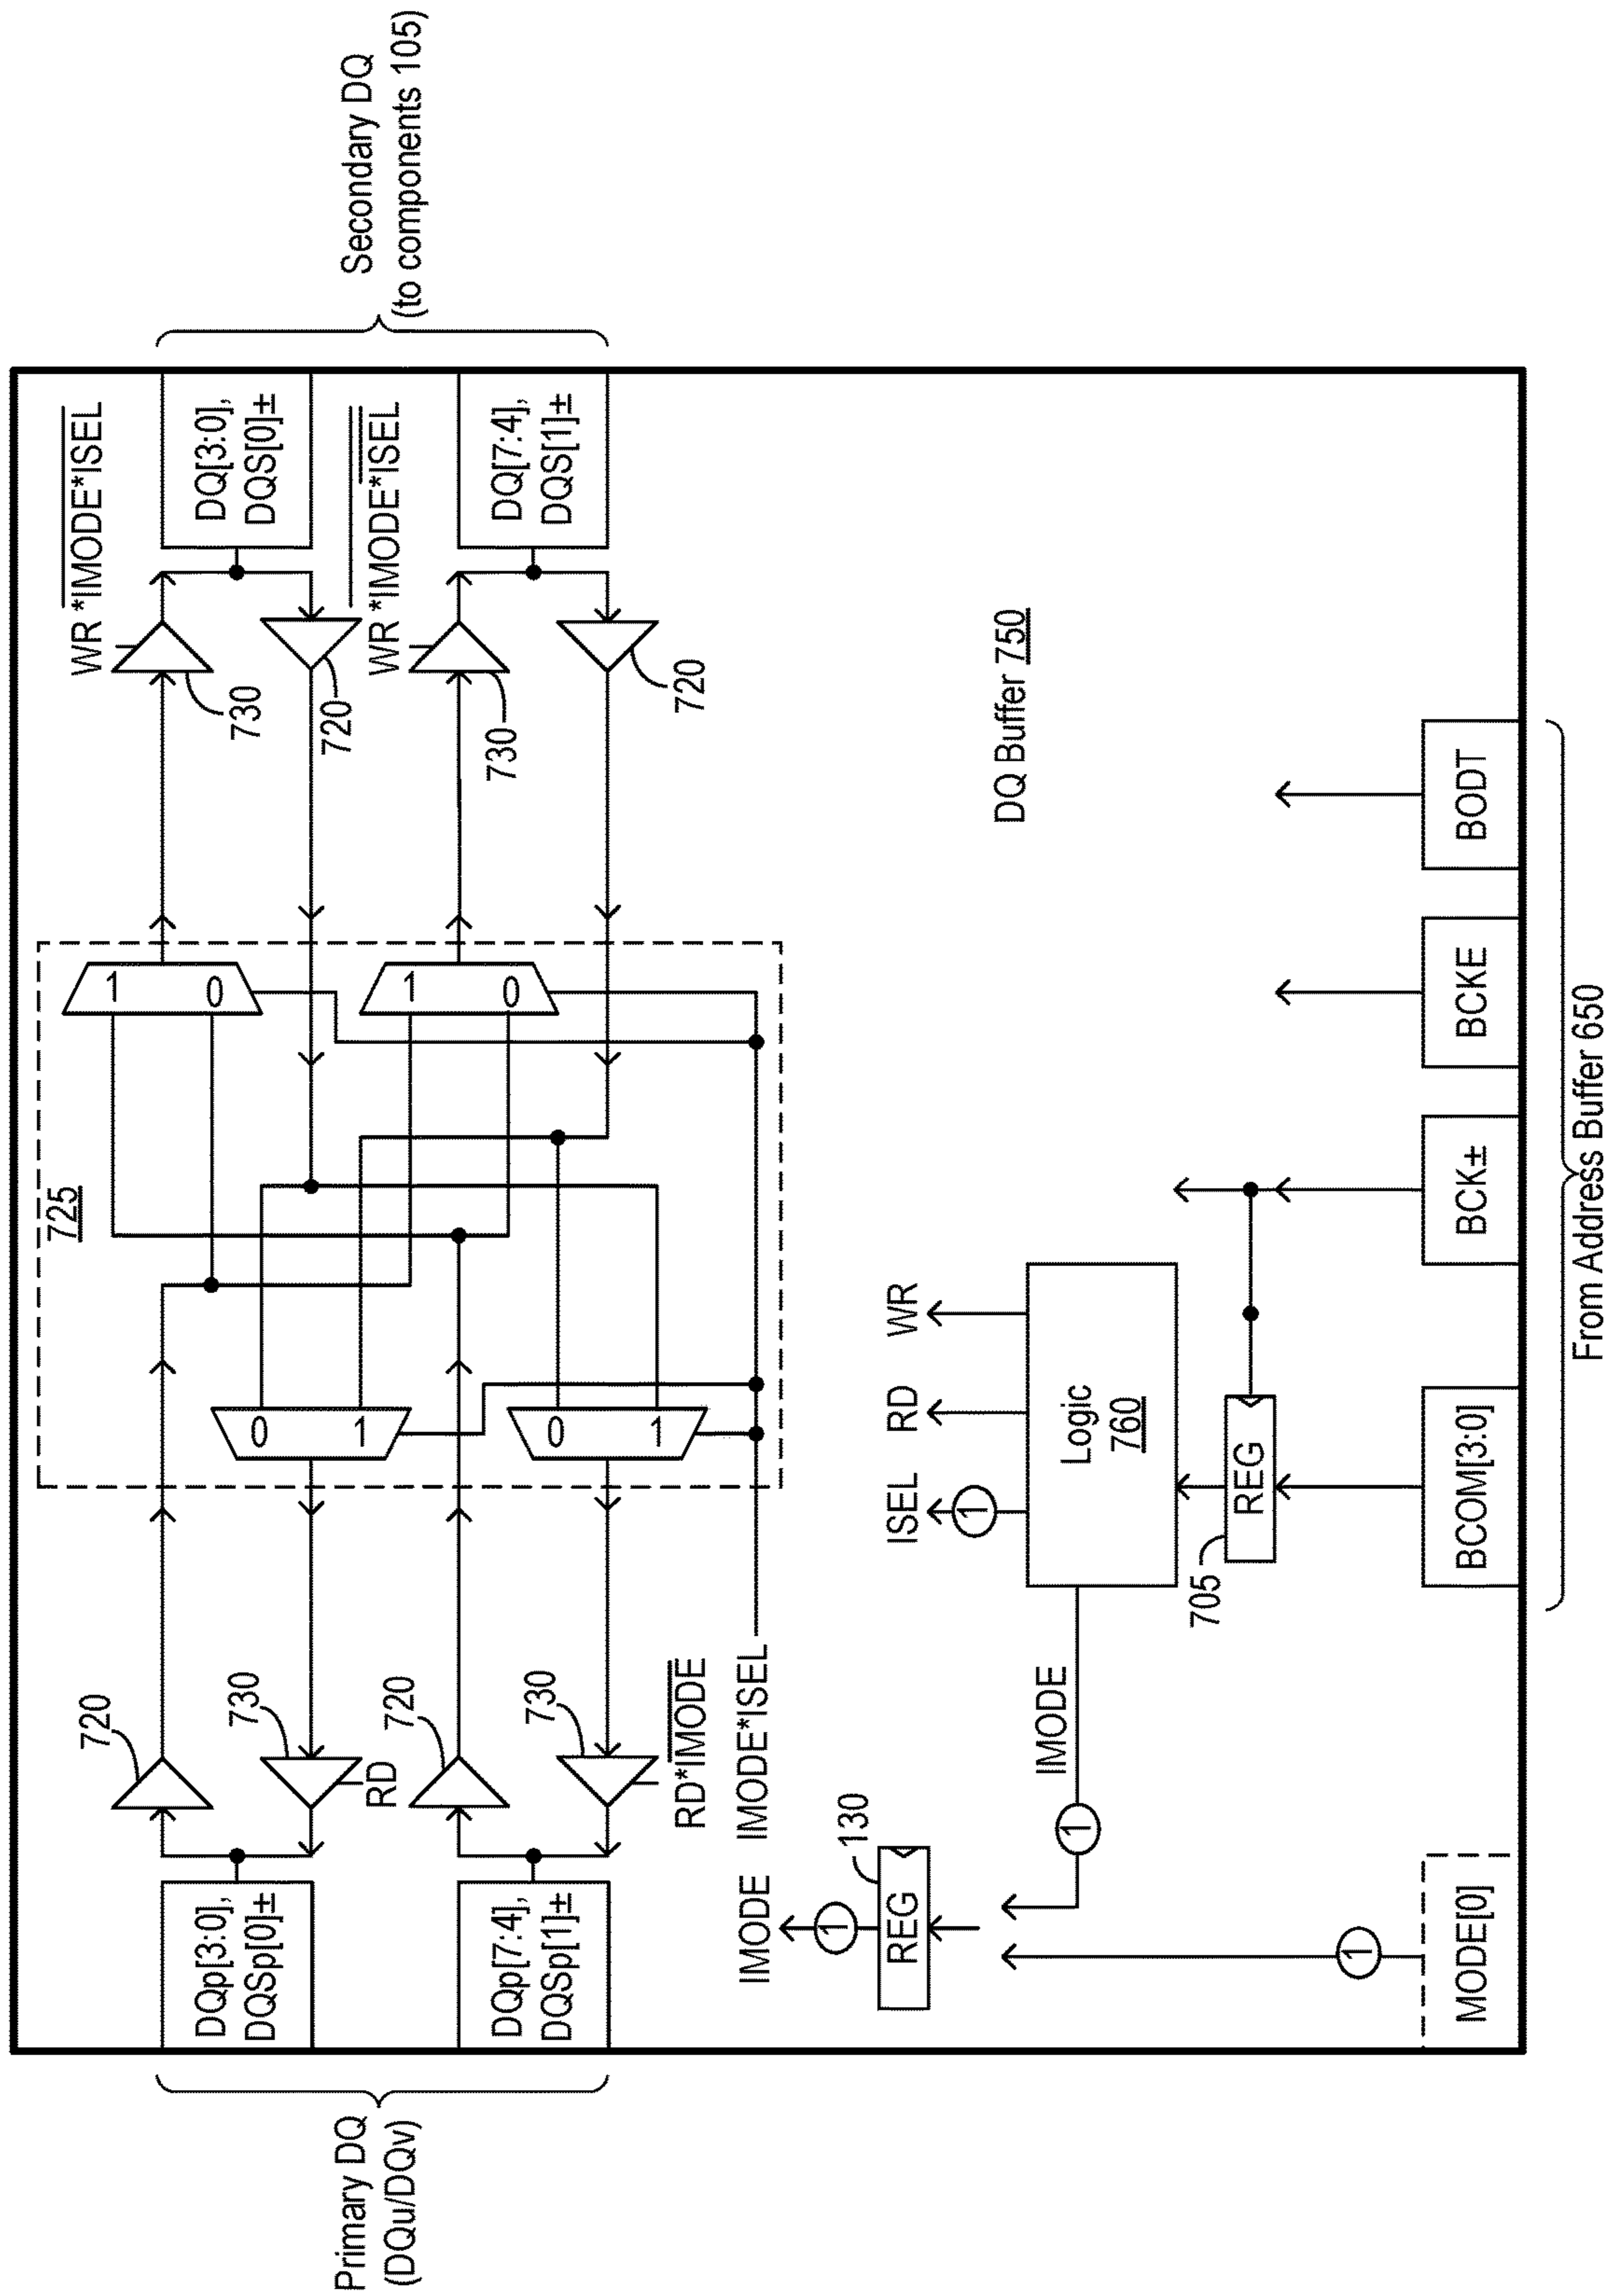 Primary DQ
(DQu/DQv)
Secondary DQ
(to components 105)
DQp[3:0],
DQSp[0]±
720
730
RD
725
1
0
0
1
WR *IMODE*ISEL
730
720
DQ[3:0],
DQS[0]±
DQp[7:4],
DQSp[1]±
720
730
RD*IMODE
1
0
0
1
WR *IMODE*ISEL
730
720
DQ[7:4],
DQS[1]±
IMODE*ISEL
IMODE
1
130
REG
ISEL
RD
WR
1
IMODE
1
Logic
760
DQ Buffer 750
705
REG
1
MODE[0]
BCOM[3:0]
BCK±
BCKE
BODT
From Address Buffer 650